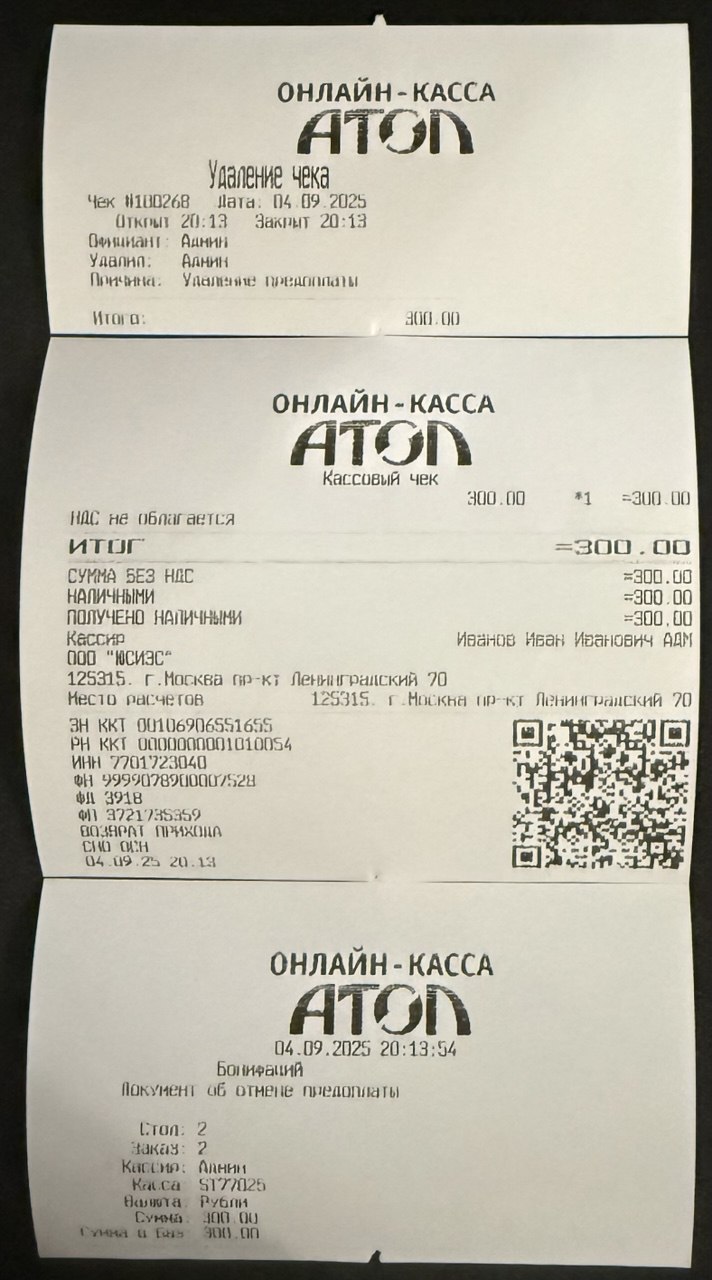 ОНЛАЙН-КАССА
АТОЛ
Удаление чека
Чек №100268 Дата: 04.09.2025
Открыт 20:13 Закрыт 20:13
Официант: Админ
Удалил: Админ
Причина: Удаление предоплаты
Итого: 300.00
ОНЛАЙН-КАССА
АТОЛ
Кассовый чек
300.00 *1 =300.00
НДС не облагается
ИТОГ =300.00
СУММА БЕЗ НДС =300.00
НАЛИЧНЫМИ =300.00
ПОЛУЧЕНО НАЛИЧНЫМИ =300.00
Кассир Иванов Иван Иванович АДМ
ООО "ЮСИЭС"
125315. г.Москва пр-кт Ленинградский 70
Место расчетов 125315. г.Москва пр-кт Ленинградский 70
ЗН ККТ 00106906551655
РН ККТ 0000000001010054
ИНН 7701723040
ФН 9999078900007528
ФД 3918
ФП 3721735359
ВОЗВРАТ ПРИХОДА
СНО ОСН
04.09.25 20:13
ОНЛАЙН-КАССА
АТОЛ
04.09.2025 20:13:54
Бонифаций
Документ об отмене предоплаты
Стол: 2
Заказ: 2
Кассир: Админ
Касса S177025
Валюта: Рубли
Сумма: 300.00
Сумма в баз 300.00